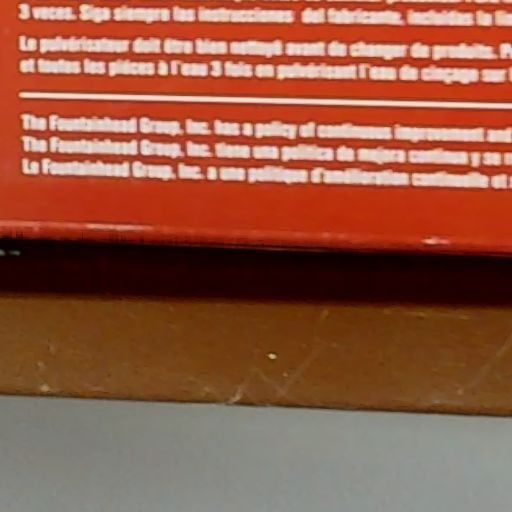 3 veces. Siga siempre las instrucciones del fabricante, incluidas la
Le pulvérisateur doit être bien nettoyé avant de changer de produits.
et toutes les pièces à l'eau 3 fois en pulvérisant l'eau de rinçage sur
The Fountainhead Group, Inc. has a policy of continuous improvement and
The Fountainhead Group, Inc. tiene una política de mejora continua y se
Le Fountainhead Group, Inc. a une politique d'amélioration continuelle et